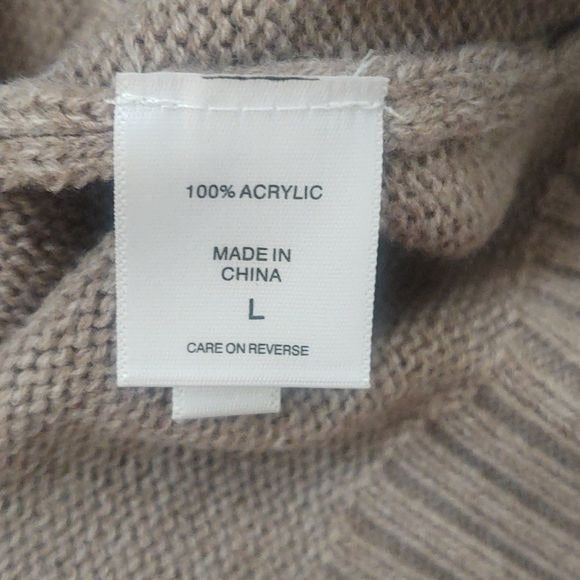 100% ACRYLIC
MADE IN
CHINA
L
CARE ON REVERSE